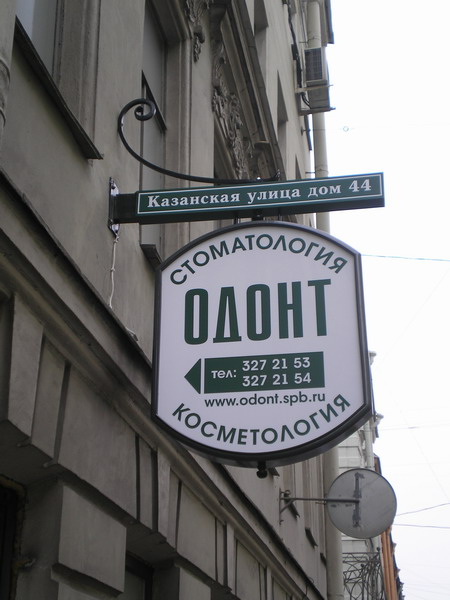 Казанская улица дом 44
СТОМАТОЛОГИЯ
ОДОНТ
тел: 327 21 53
327 21 54
www.odont.spb.ru
КОСМЕТОЛОГИЯ